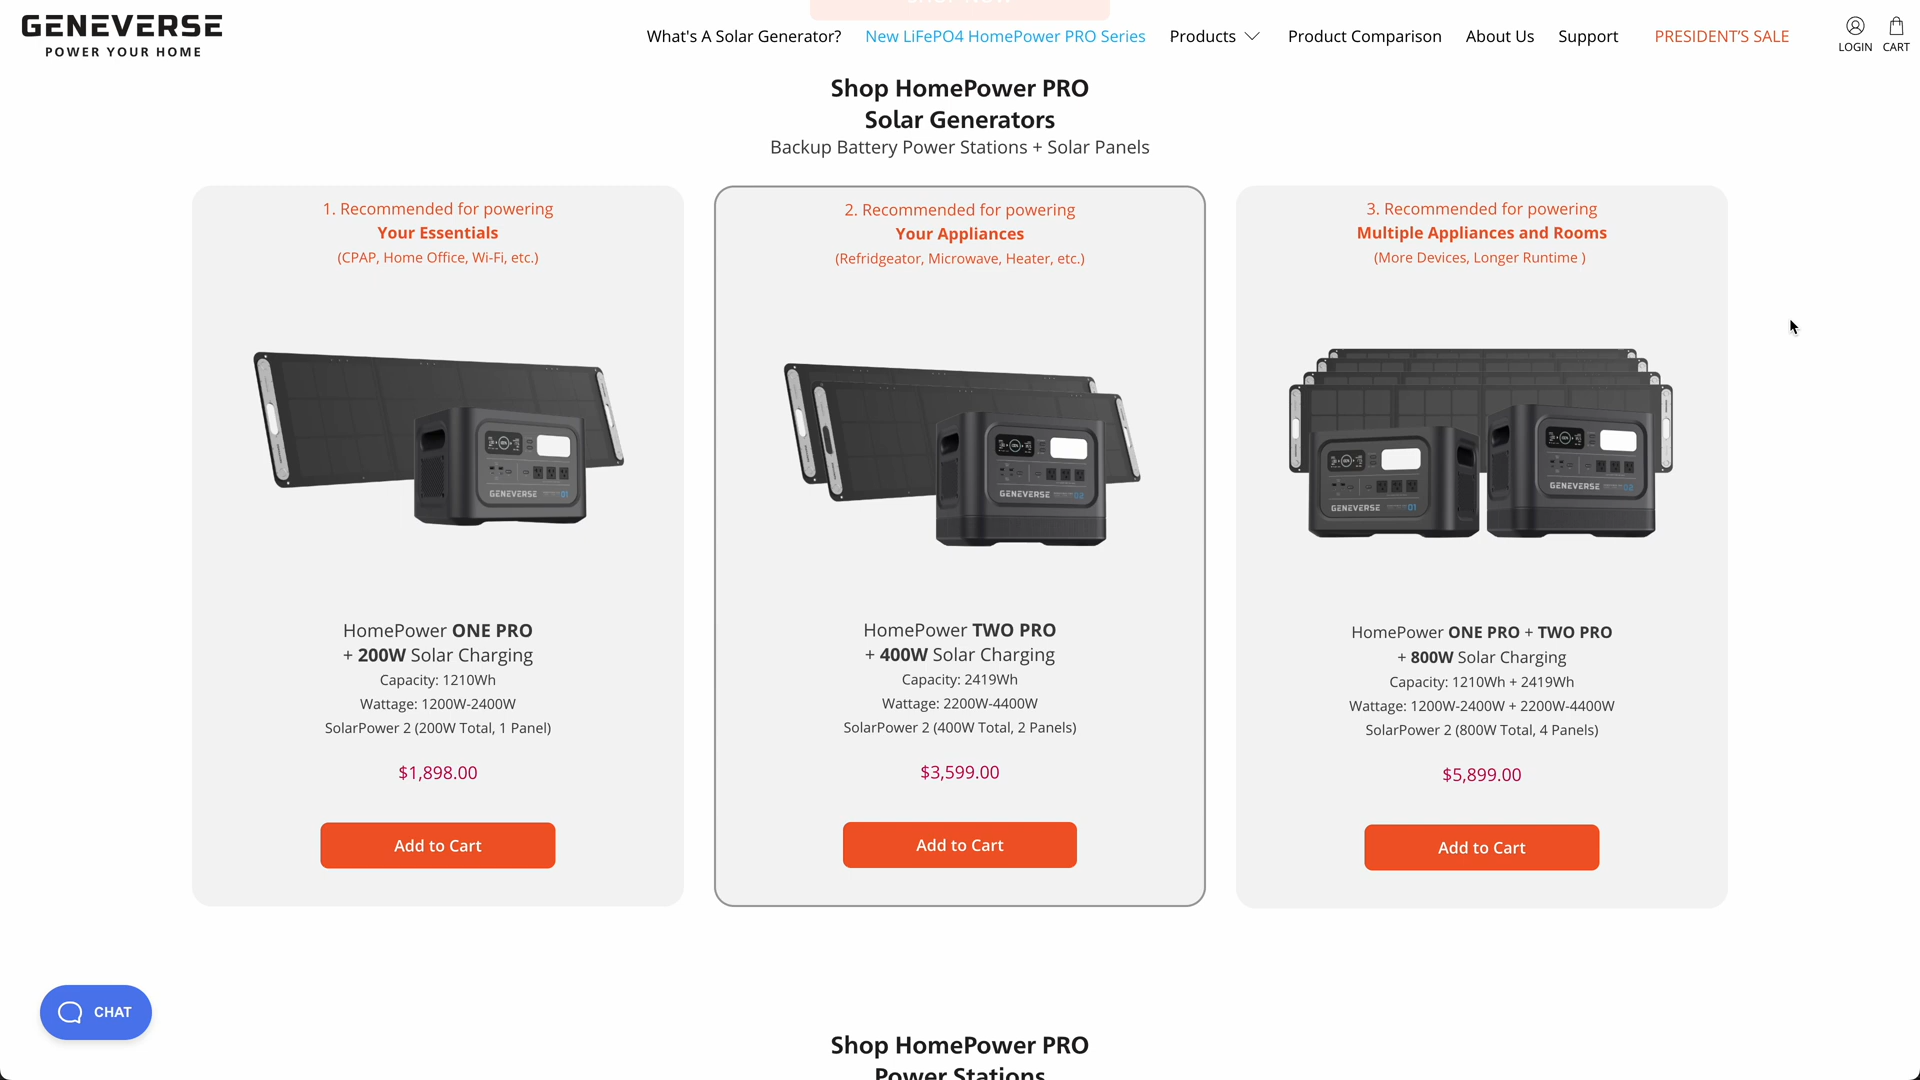 GENEVERSE
POWER YOUR HOME
What's A Solar Generator?
New LiFePO4 HomePower PRO Series
Products
Product Comparison
About Us
Support
PRESIDENT'S SALE
LOGIN
CART
Shop HomePower PRO
Solar Generators
Backup Battery Power Stations + Solar Panels
1. Recommended for powering
Your Essentials
(CPAP, Home Office, Wi-Fi, etc.)
GENEVERSE
01
HomePower ONE PRO
+ 200W Solar Charging
Capacity: 1210Wh
Wattage: 1200W-2400W
SolarPower 2 (200W Total, 1 Panel)
$1,898.00
Add to Cart
2. Recommended for powering
Your Appliances
(Refridgeator, Microwave, Heater, etc.)
GENEVERSE
02
HomePower TWO PRO
+ 400W Solar Charging
Capacity: 2419Wh
Wattage: 2200W-4400W
SolarPower 2 (400W Total, 2 Panels)
$3,599.00
Add to Cart
3. Recommended for powering
Multiple Appliances and Rooms
(More Devices, Longer Runtime )
GENEVERSE
01
GENEVERSE
02
HomePower ONE PRO + TWO PRO
+ 800W Solar Charging
Capacity: 1210Wh + 2419Wh
Wattage: 1200W-2400W + 2200W-4400W
SolarPower 2 (800W Total, 4 Panels)
$5,899.00
Add to Cart
CHAT
Shop HomePower PRO
Power Stations